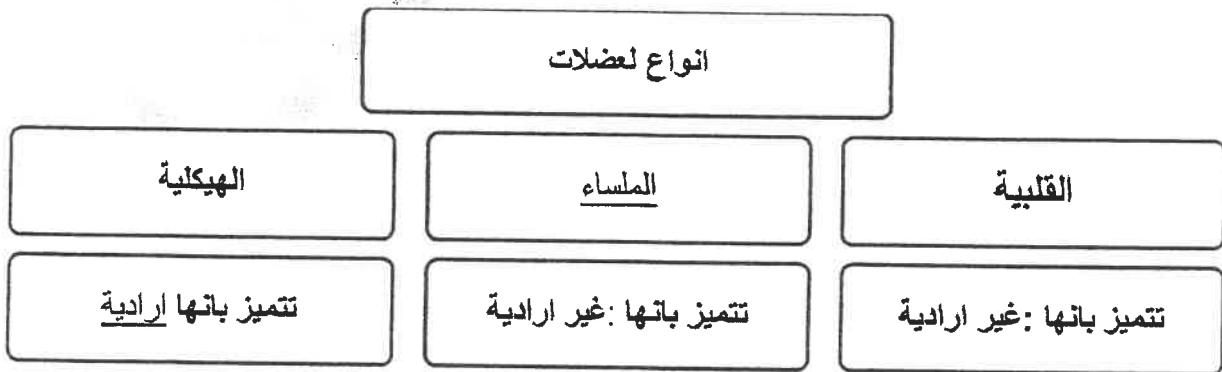 انواع لعضلات
القلبية
الملساء
الهيكلية
تتميز بانها :غير ارادية
تتميز بانها :غير ارادية
تتميز بانها ارادية